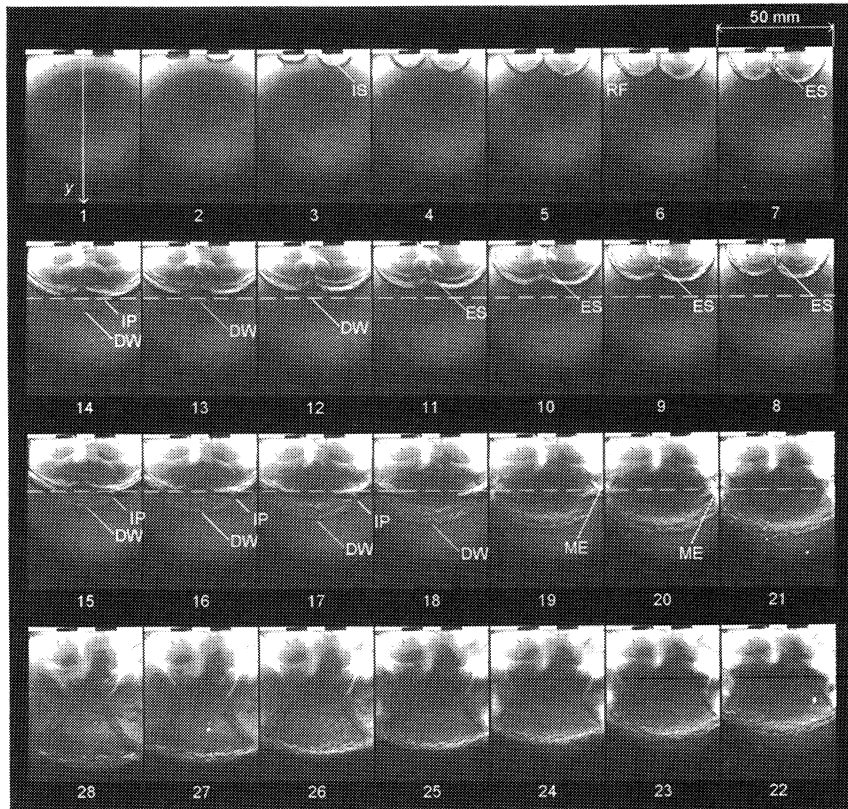 50 mm
IS
RF
ES
y
1 2 3 4 5 6 7
IP
DW
DW
DW
ES
ES
ES
ES
14 13 12 11 10 9 8
IP
DW
IP
DW
IP
DW
DW
ME
ME
15 16 17 18 19 20 21
28 27 26 25 24 23 22